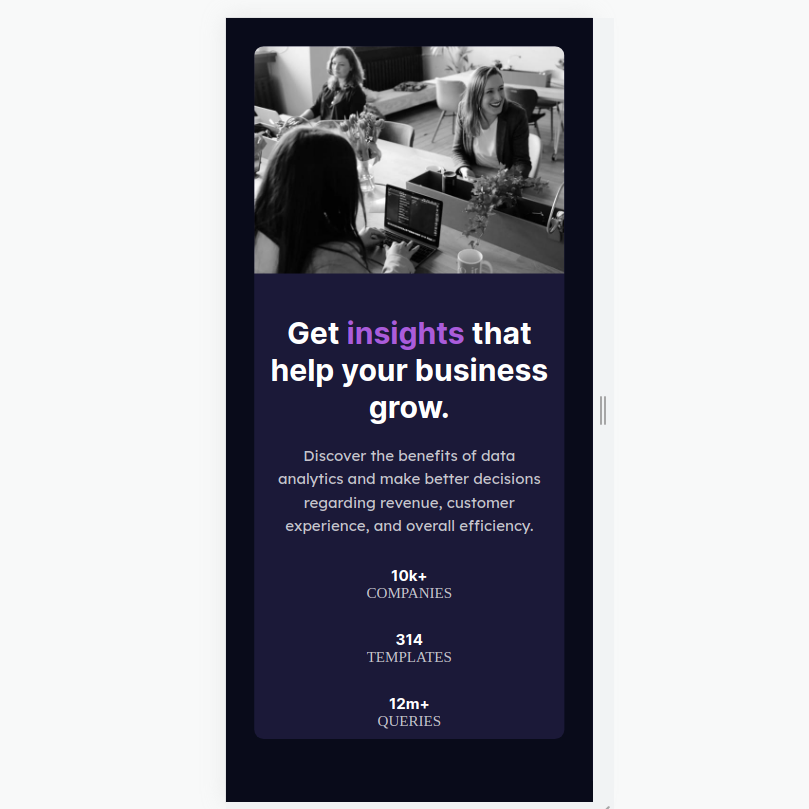 Get insights that
help your business
grow.
Discover the benefits of data
analytics and make better decisions
regarding revenue, customer
experience, and overall efficiency.
10k+
COMPANIES
314
TEMPLATES
12m+
QUERIES